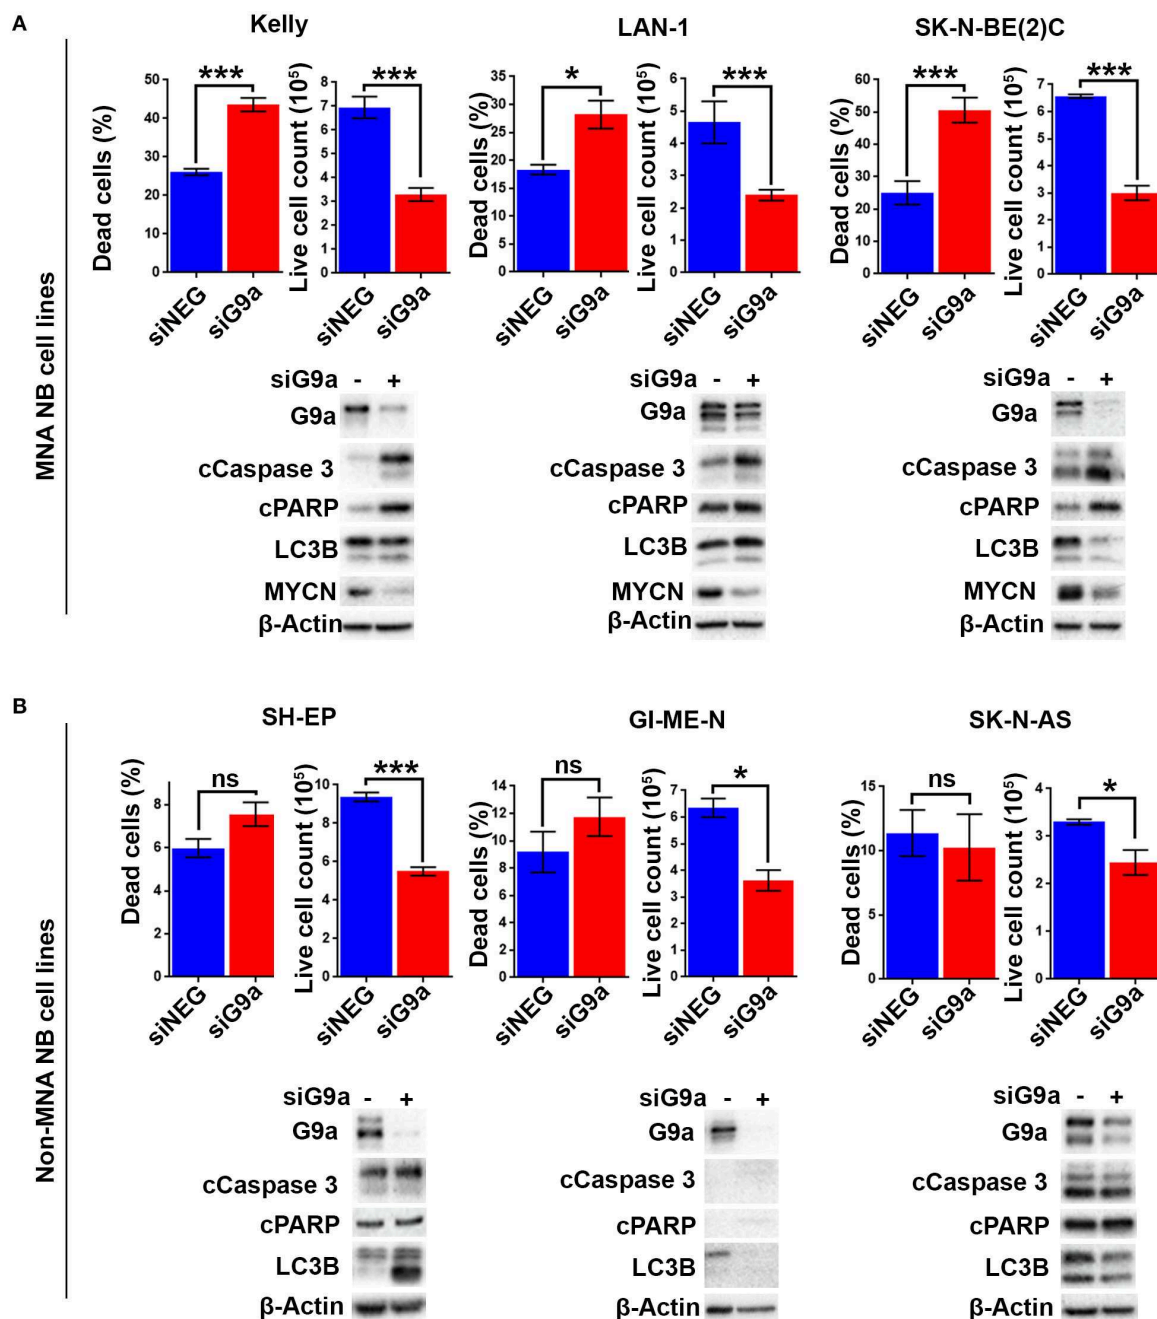 A
Kelly
LAN-1
SK-N-BE(2)C
MNA NB cell lines
Dead cells (%)
50
40
30
20
10
0
***
siNEG
siG9a
Live cell count (10⁵)
8
7
6
5
4
3
2
1
0
***
siNEG
siG9a
Dead cells (%)
35
30
25
20
15
10
5
0
*
siNEG
siG9a
Live cell count (10⁵)
6
5
4
3
2
1
0
***
siNEG
siG9a
Dead cells (%)
60
50
40
30
20
10
0
***
siNEG
siG9a
Live cell count (10⁵)
7
6
5
4
3
2
1
0
***
siNEG
siG9a
siG9a - +
G9a
cCaspase 3
cPARP
LC3B
MYCN
β-Actin
siG9a - +
G9a
cCaspase 3
cPARP
LC3B
MYCN
β-Actin
siG9a - +
G9a
cCaspase 3
cPARP
LC3B
MYCN
β-Actin
B
SH-EP
GI-ME-N
SK-N-AS
Non-MNA NB cell lines
Dead cells (%)
8
6
4
2
0
ns
siNEG
siG9a
Live cell count (10⁵)
10
8
6
4
2
0
***
siNEG
siG9a
Dead cells (%)
14
12
10
8
6
4
2
0
ns
siNEG
siG9a
Live cell count (10⁵)
7
6
5
4
3
2
1
0
*
siNEG
siG9a
Dead cells (%)
15
10
5
0
ns
siNEG
siG9a
Live cell count (10⁵)
4
3
2
1
0
*
siNEG
siG9a
siG9a - +
G9a
cCaspase 3
cPARP
LC3B
β-Actin
siG9a - +
G9a
cCaspase 3
cPARP
LC3B
β-Actin
siG9a - +
G9a
cCaspase 3
cPARP
LC3B
β-Actin